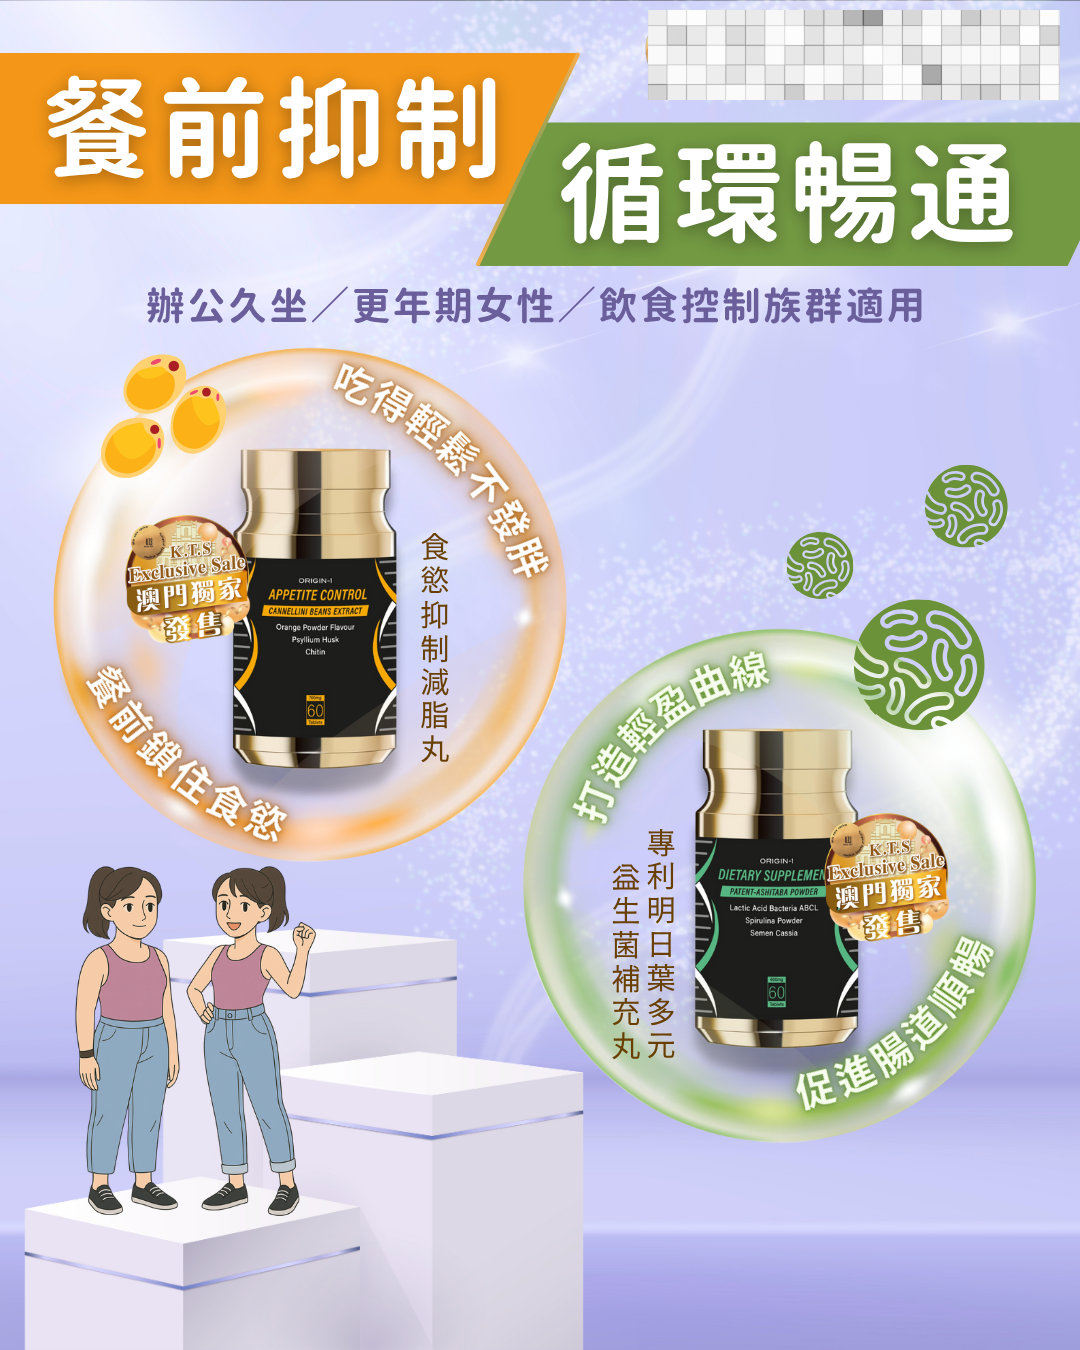 餐前抑制
循環暢通
辦公久坐／更年期女性／飲食控制族群適用
吃得輕鬆不發胖
K.T.S
Exclusive Sale
澳門獨家
發售
ORIGIN-I
APPETITE CONTROL
CANNELLINI BEANS EXTRACT
Orange Powder Flavour
Psyllium Husk
Chitin
60
Tablets
食慾抑制減脂丸
餐前鎖住食慾
打造輕盈曲線
專利明日葉多元
益生菌補充丸
ORIGIN-I
DIETARY SUPPLEMEN
PATENT-ASHITABA POWDER
Lactic Acid Bacteria ABCL
Spirulina Powder
Semen Cassia
60
Tablets
K.T.S
Exclusive Sale
澳門獨家
發售
促進腸道順暢